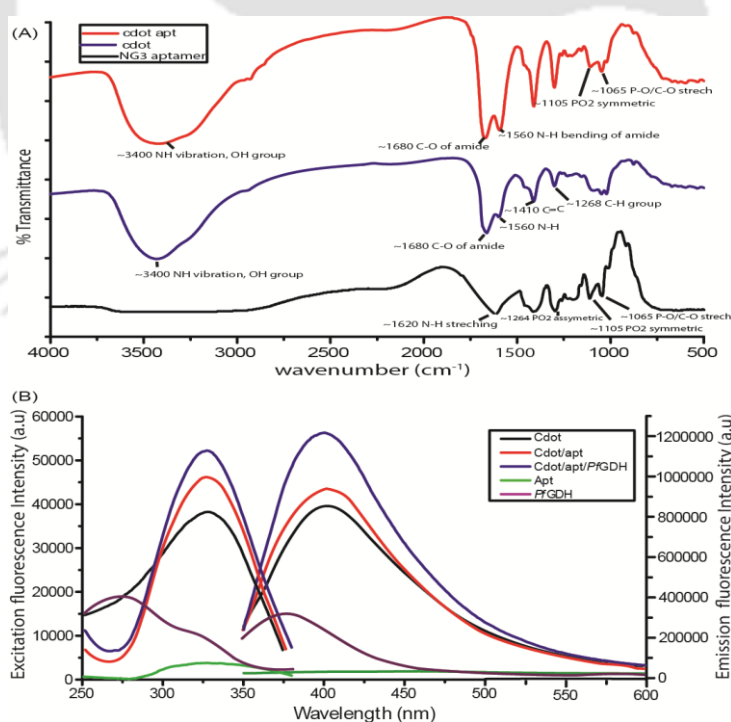 (A)
cdot apt
cdot
NG3 aptamer
~1065 P-O/C-O strech
~1105 PO2 symmetric
~1680 C-O of amide
~1560 N-H bending of amide
~3400 NH vibration, OH group
~1410 C=C
~1268 C-H group
~1560 N-H
~1680 C-O of amide
~3400 NH vibration, OH group
~1620 N-H streching
~1264 PO2 assymetric
~1065 P-O/C-O strech
~1105 PO2 symmetric
% Transmittance
4000 3500 3000 2500 2000 1500 1000 500
wavenumber (cm⁻¹)
(B)
Excitation fluorescence Intensity (a.u)
60000
50000
40000
30000
20000
10000
0
Cdot
Cdot/apt
Cdot/apt/PfGDH
Apt
PfGDH
1200000
1000000
800000
600000
400000
200000
0
Emission fluorescence Intensity (a.u)
250 300 350 400 450 500 550 600
Wavelength (nm)